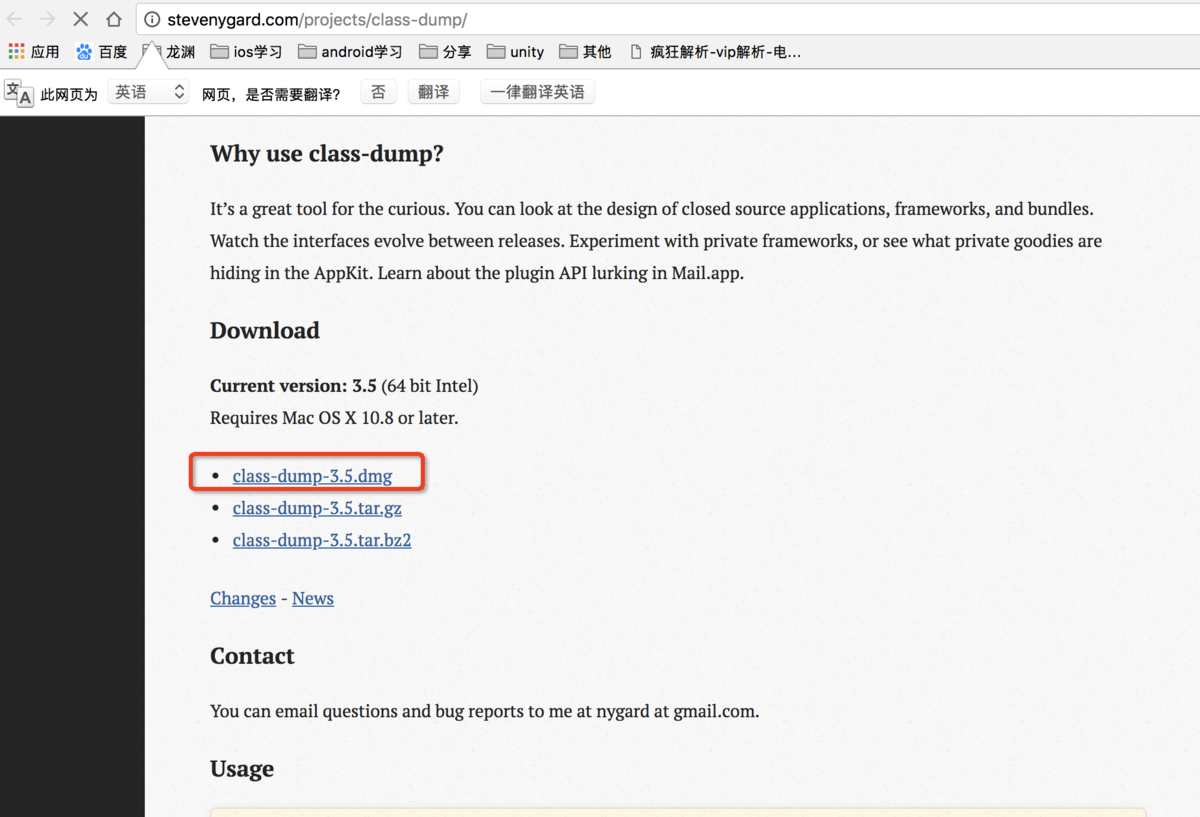 stevenygard.com/projects/class-dump/
应用 百度 龙渊 ios学习 android学习 分享 unity 其他 疯狂解析-vip解析-电...
文A 此网页为 英语 网页，是否需要翻译？ 否 翻译 一律翻译英语
Why use class-dump?
It’s a great tool for the curious. You can look at the design of closed source applications, frameworks, and bundles.
Watch the interfaces evolve between releases. Experiment with private frameworks, or see what private goodies are
hiding in the AppKit. Learn about the plugin API lurking in Mail.app.
Download
Current version: 3.5 (64 bit Intel)
Requires Mac OS X 10.8 or later.
• class-dump-3.5.dmg
• class-dump-3.5.tar.gz
• class-dump-3.5.tar.bz2
Changes - News
Contact
You can email questions and bug reports to me at nygard at gmail.com.
Usage